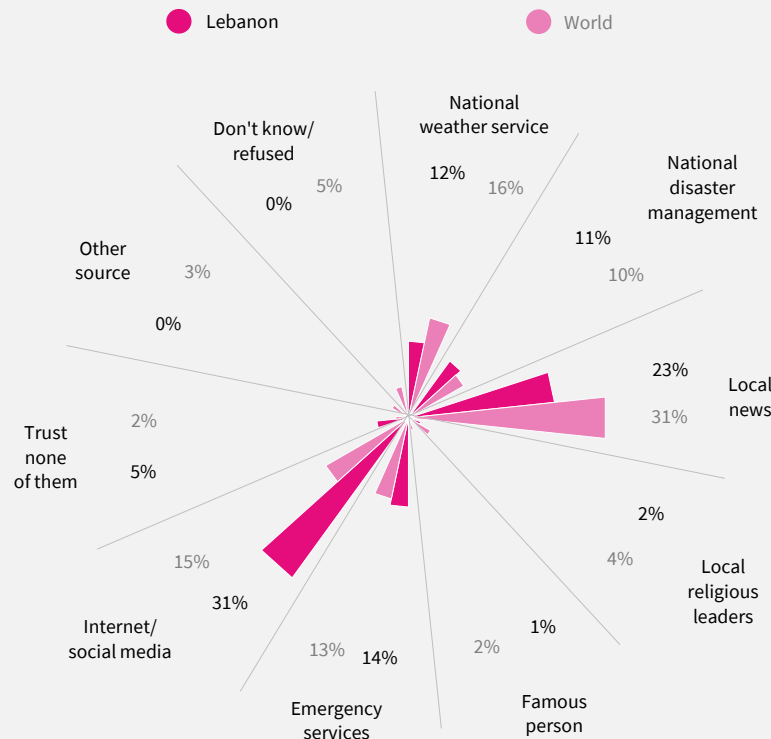 Lebanon
World
National
weather service
12%
16%
National
disaster
management
11%
10%
Local
news
23%
31%
Local
religious
leaders
2%
4%
Famous
person
1%
2%
Emergency
services
14%
13%
Internet/
social media
31%
15%
Trust
none
of them
5%
2%
Other
source
0%
3%
Don't know/
refused
0%
5%